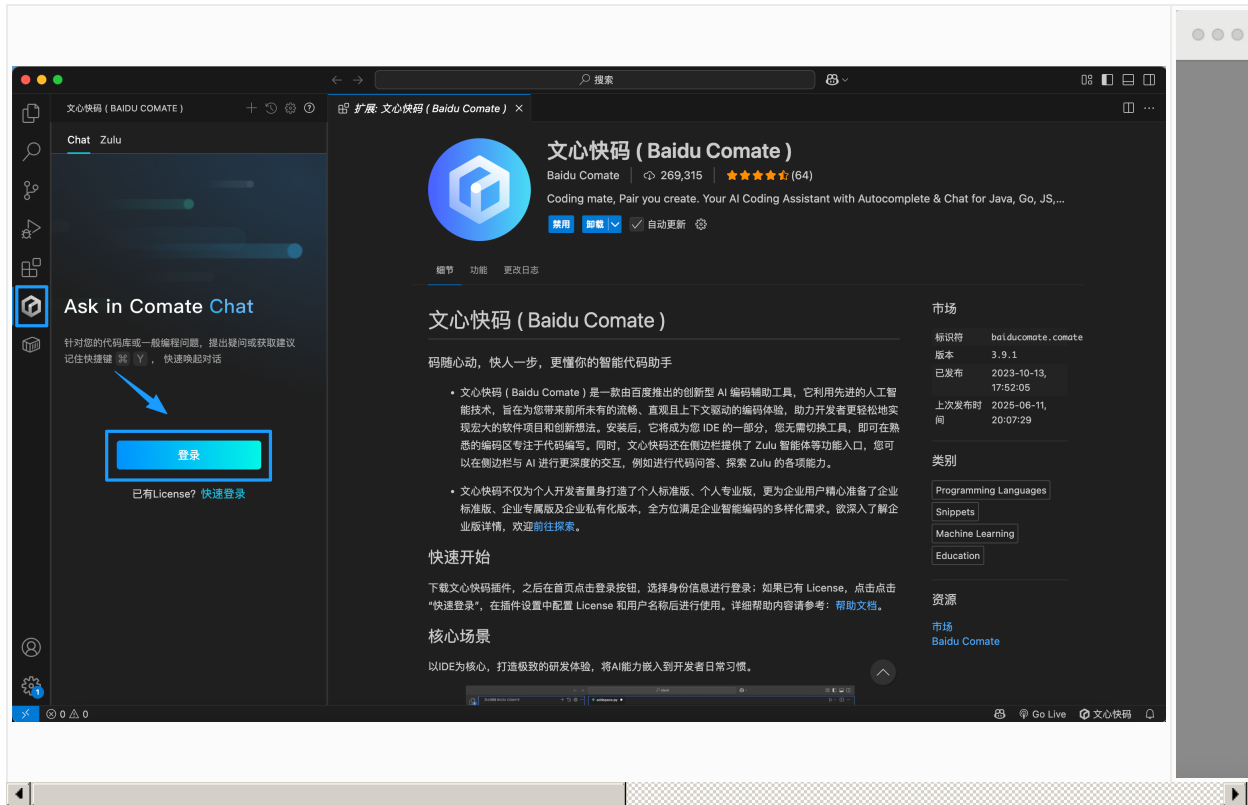 搜索
文心快码 ( BAIDU COMATE )
扩展: 文心快码 ( Baidu Comate )
Chat Zulu
Ask in Comate Chat
针对您的代码库或一般编程问题，提出疑问或获取建议
记住快捷键 ⌘ Y ， 快速唤起对话
登录
已有License? 快速登录
文心快码 ( Baidu Comate )
Baidu Comate 269,315 (64)
Coding mate, Pair you create. Your AI Coding Assistant with Autocomplete & Chat for Java, Go, JS,...
禁用 卸载 自动更新
细节 功能 更改日志
文心快码 ( Baidu Comate )
码随心动，快人一步，更懂你的智能代码助手
• 文心快码 ( Baidu Comate ) 是一款由百度推出的创新型 AI 编码辅助工具，它利用先进的人工智
能技术，旨在为您带来前所未有的流畅、直观且上下文驱动的编码体验，助力开发者更轻松地实
现宏大的软件项目和创新想法。安装后，它将成为您 IDE 的一部分，您无需切换工具，即可在熟
悉的编码区专注于代码编写。同时，文心快码还在侧边栏提供了 Zulu 智能体等功能入口，您可
以在侧边栏与 AI 进行更深度的交互，例如进行代码问答、探索 Zulu 的各项能力。
• 文心快码不仅为个人开发者量身打造了个人标准版、个人专业版，更为企业用户精心准备了企业
标准版、企业专属版及企业私有化版本，全方位满足企业智能编码的多样化需求。欲深入了解企
业版详情，欢迎前往探索。
快速开始
下载文心快码插件，之后在首页点击登录按钮，选择身份信息进行登录；如果已有 License，点击点击
“快速登录”，在插件设置中配置 License 和用户名称后进行使用。详细帮助内容请参考：帮助文档。
核心场景
以IDE为核心，打造极致的研发体验，将AI能力嵌入到开发者日常习惯。
市场
标识符 baiducomate.comate
版本 3.9.1
已发布 2023-10-13,
17:52:05
上次发布时 2025-06-11,
间 20:07:29
类别
Programming Languages
Snippets
Machine Learning
Education
资源
市场
Baidu Comate
1
0 0
Go Live 文心快码